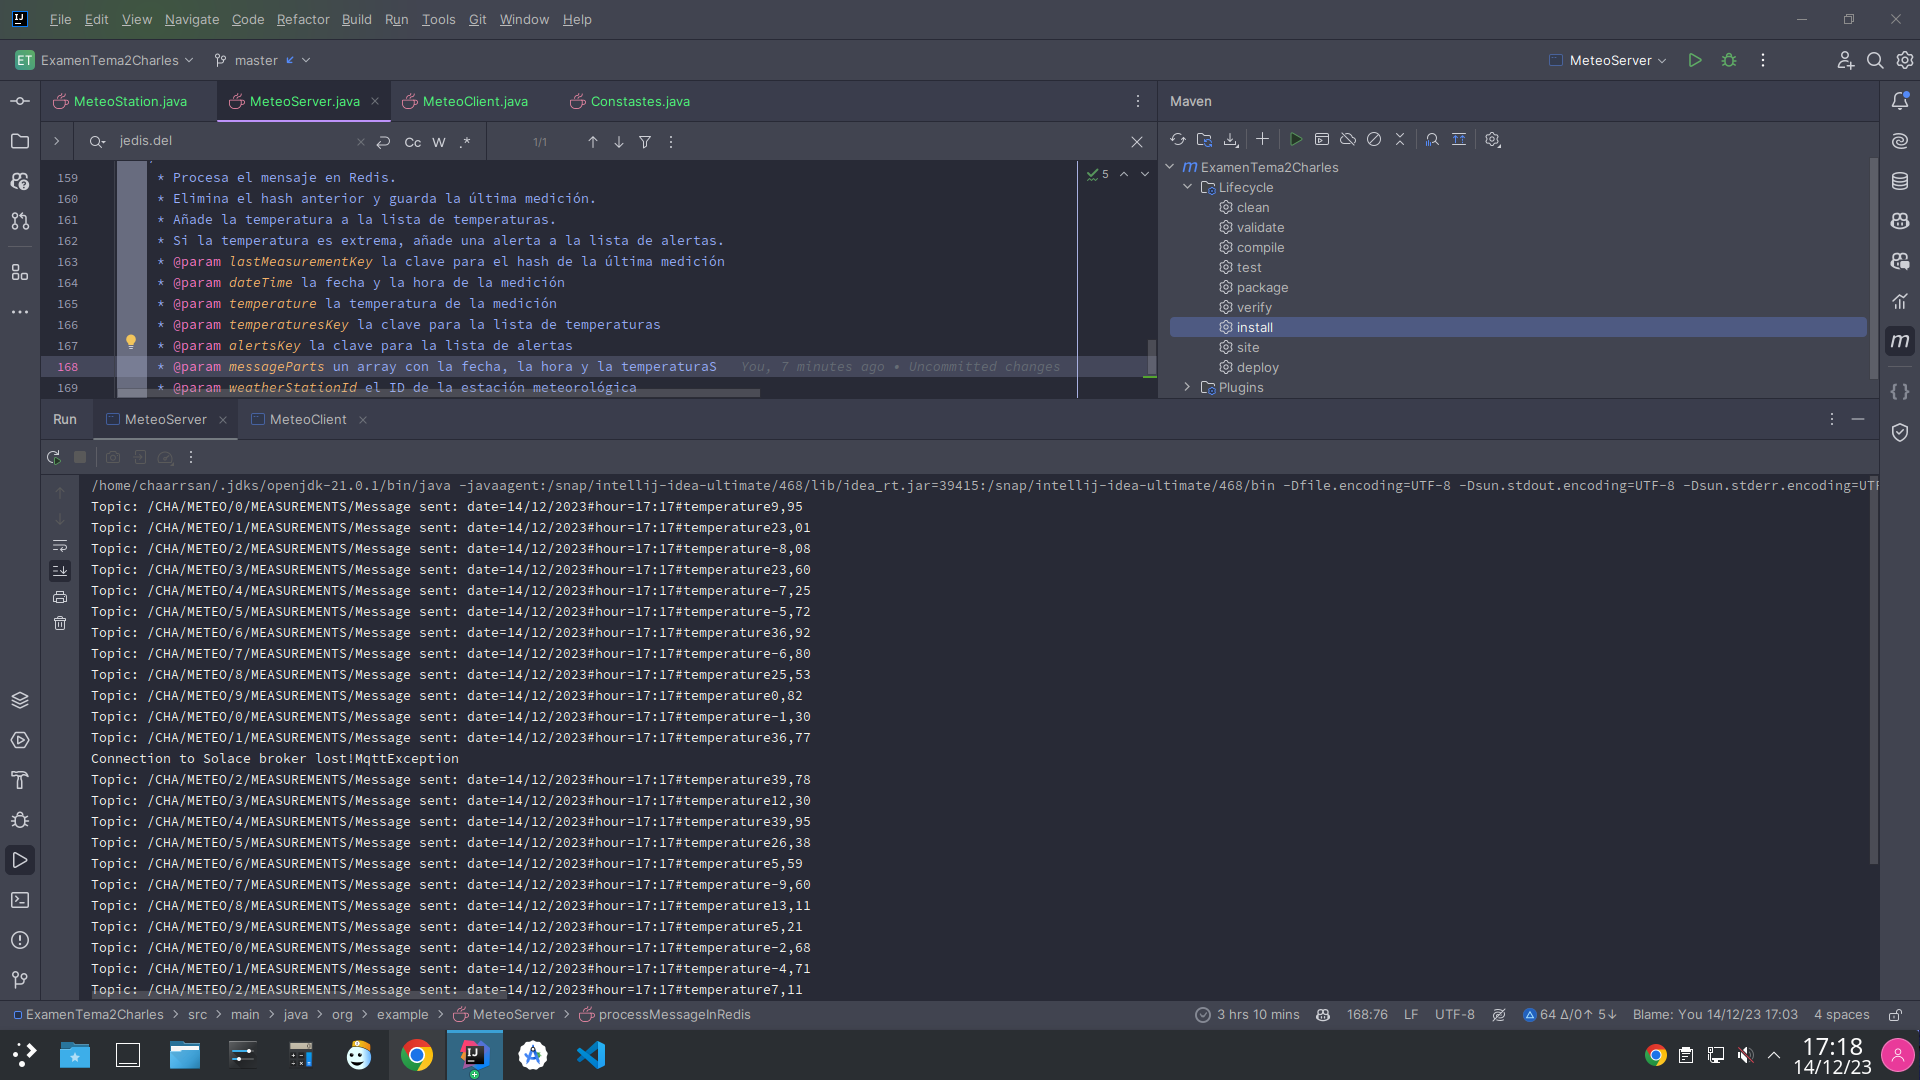 File Edit View Navigate Code Refactor Build Run Tools Git Window Help
ET ExamenTema2Charles master MeteoServer
MeteoStation.java MeteoServer.java MeteoClient.java Constastes.java Maven
jedis.del Cc W .* 1/1
159 * Procesa el mensaje en Redis.
160 * Elimina el hash anterior y guarda la última medición.
161 * Añade la temperatura a la lista de temperaturas.
162 * Si la temperatura es extrema, añade una alerta a la lista de alertas.
163 * @param lastMeasurementKey la clave para el hash de la última medición
164 * @param dateTime la fecha y la hora de la medición
165 * @param temperature la temperatura de la medición
166 * @param temperaturesKey la clave para la lista de temperaturas
167 * @param alertsKey la clave para la lista de alertas
168 * @param messageParts un array con la fecha, la hora y la temperaturaS You, 7 minutes ago • Uncommitted changes
169 * @param weatherStationId el ID de la estación meteorológica
5
m ExamenTema2Charles
Lifecycle
clean
validate
compile
test
package
verify
install
site
deploy
Plugins
m
Run MeteoServer MeteoClient
/home/chaarrsan/.jdks/openjdk-21.0.1/bin/java -javaagent:/snap/intellij-idea-ultimate/468/lib/idea_rt.jar=39415:/snap/intellij-idea-ultimate/468/bin -Dfile.encoding=UTF-8 -Dsun.stdout.encoding=UTF-8 -Dsun.stderr.encoding=UTF
Topic: /CHA/METEO/0/MEASUREMENTS/Message sent: date=14/12/2023#hour=17:17#temperature9,95
Topic: /CHA/METEO/1/MEASUREMENTS/Message sent: date=14/12/2023#hour=17:17#temperature23,01
Topic: /CHA/METEO/2/MEASUREMENTS/Message sent: date=14/12/2023#hour=17:17#temperature-8,08
Topic: /CHA/METEO/3/MEASUREMENTS/Message sent: date=14/12/2023#hour=17:17#temperature23,60
Topic: /CHA/METEO/4/MEASUREMENTS/Message sent: date=14/12/2023#hour=17:17#temperature-7,25
Topic: /CHA/METEO/5/MEASUREMENTS/Message sent: date=14/12/2023#hour=17:17#temperature-5,72
Topic: /CHA/METEO/6/MEASUREMENTS/Message sent: date=14/12/2023#hour=17:17#temperature36,92
Topic: /CHA/METEO/7/MEASUREMENTS/Message sent: date=14/12/2023#hour=17:17#temperature-6,80
Topic: /CHA/METEO/8/MEASUREMENTS/Message sent: date=14/12/2023#hour=17:17#temperature25,53
Topic: /CHA/METEO/9/MEASUREMENTS/Message sent: date=14/12/2023#hour=17:17#temperature0,82
Topic: /CHA/METEO/0/MEASUREMENTS/Message sent: date=14/12/2023#hour=17:17#temperature-1,30
Topic: /CHA/METEO/1/MEASUREMENTS/Message sent: date=14/12/2023#hour=17:17#temperature36,77
Connection to Solace broker lost!MqttException
Topic: /CHA/METEO/2/MEASUREMENTS/Message sent: date=14/12/2023#hour=17:17#temperature39,78
Topic: /CHA/METEO/3/MEASUREMENTS/Message sent: date=14/12/2023#hour=17:17#temperature12,30
Topic: /CHA/METEO/4/MEASUREMENTS/Message sent: date=14/12/2023#hour=17:17#temperature39,95
Topic: /CHA/METEO/5/MEASUREMENTS/Message sent: date=14/12/2023#hour=17:17#temperature26,38
Topic: /CHA/METEO/6/MEASUREMENTS/Message sent: date=14/12/2023#hour=17:17#temperature5,59
Topic: /CHA/METEO/7/MEASUREMENTS/Message sent: date=14/12/2023#hour=17:17#temperature-9,60
Topic: /CHA/METEO/8/MEASUREMENTS/Message sent: date=14/12/2023#hour=17:17#temperature13,11
Topic: /CHA/METEO/9/MEASUREMENTS/Message sent: date=14/12/2023#hour=17:17#temperature5,21
Topic: /CHA/METEO/0/MEASUREMENTS/Message sent: date=14/12/2023#hour=17:17#temperature-2,68
Topic: /CHA/METEO/1/MEASUREMENTS/Message sent: date=14/12/2023#hour=17:17#temperature-4,71
Topic: /CHA/METEO/2/MEASUREMENTS/Message sent: date=14/12/2023#hour=17:17#temperature7,11
ExamenTema2Charles > src > main > java > org > example > MeteoServer > processMessageInRedis 3 hrs 10 mins 168:76 LF UTF-8 64 Δ/0↑ 5↓ Blame: You 14/12/23 17:03 4 spaces
17:18
14/12/23